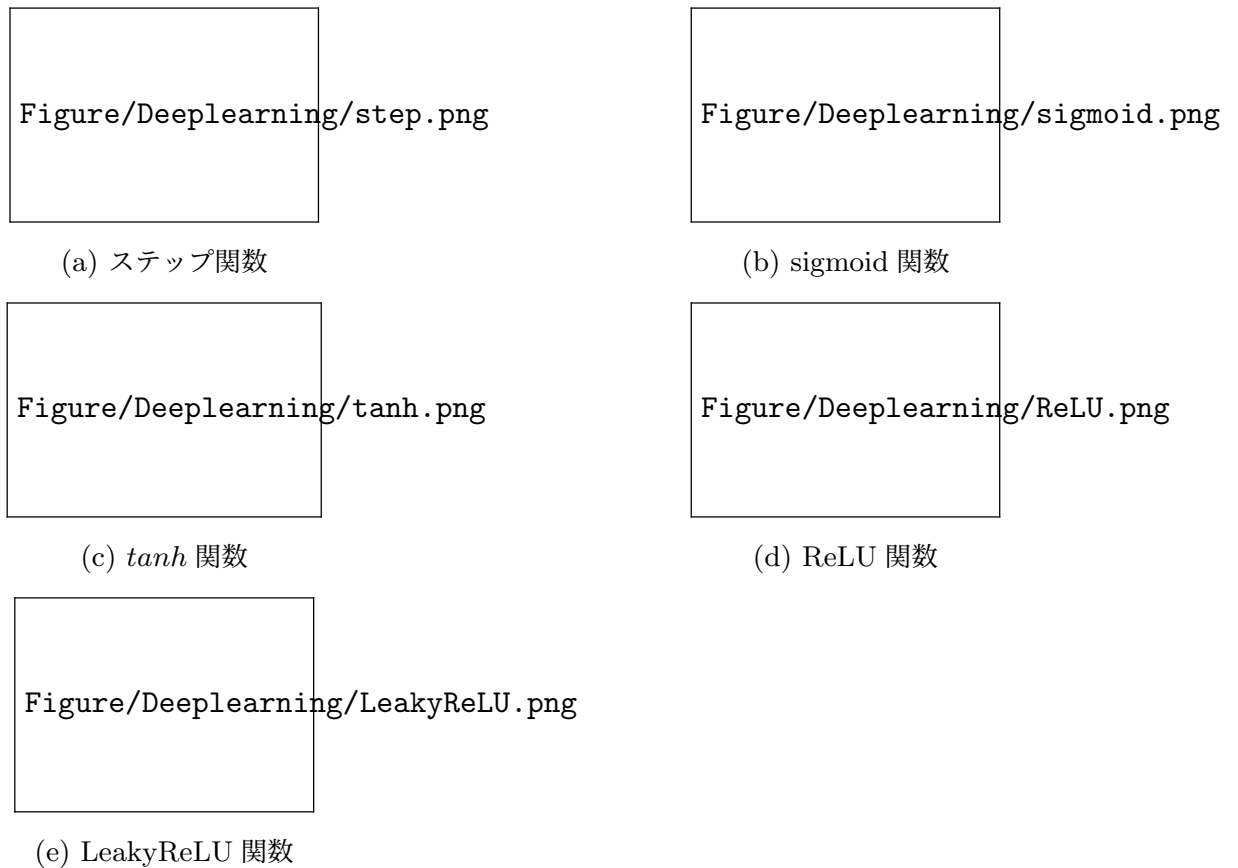 Figure/Deeplearning/step.png
Figure/Deeplearning/sigmoid.png
(a) ステップ関数
(b) sigmoid 関数
Figure/Deeplearning/tanh.png
Figure/Deeplearning/ReLU.png
(c) tanh 関数
(d) ReLU 関数
Figure/Deeplearning/LeakyReLU.png
(e) LeakyReLU 関数